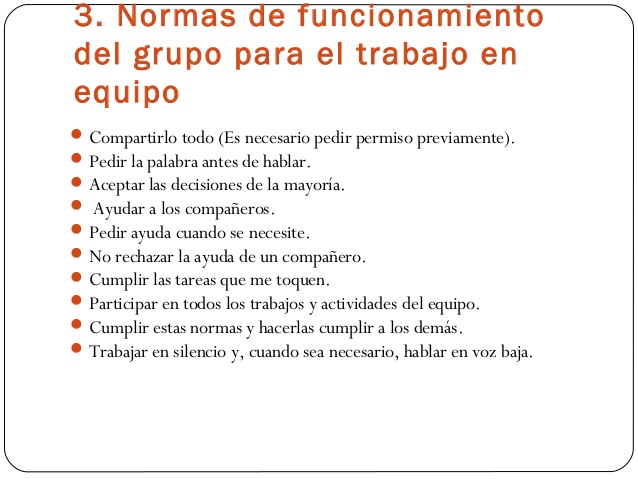 3. Normas de funcionamiento
del grupo para el trabajo en
equipo
Compartirlo todo (Es necesario pedir permiso previamente).
Pedir la palabra antes de hablar.
Aceptar las decisiones de la mayoría.
Ayudar a los compañeros.
Pedir ayuda cuando se necesite.
No rechazar la ayuda de un compañero.
Cumplir las tareas que me toquen.
Participar en todos los trabajos y actividades del equipo.
Cumplir estas normas y hacerlas cumplir a los demás.
Trabajar en silencio y, cuando sea necesario, hablar en voz baja.